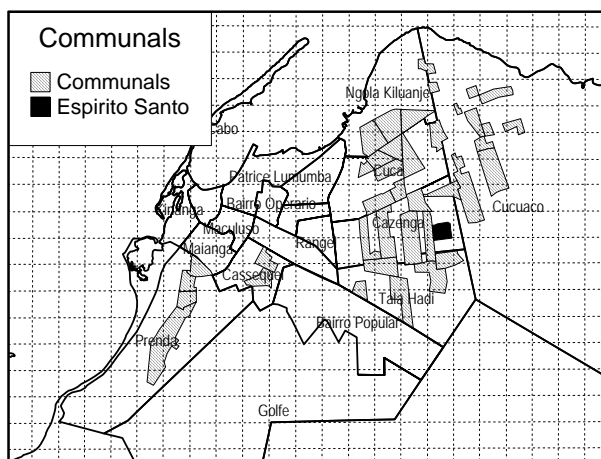 Communals
Communals
Espirito Santo
Ngola Kiluanje
Cabo
Patrice Lumumba
Cuca
Bairro Operario
Kinanga
Cucuaco
Maculuso
Cazenga
Rangel
Maianga
Cassequel
Tala Hadi
Bairro Popular
Prenda
Golfe